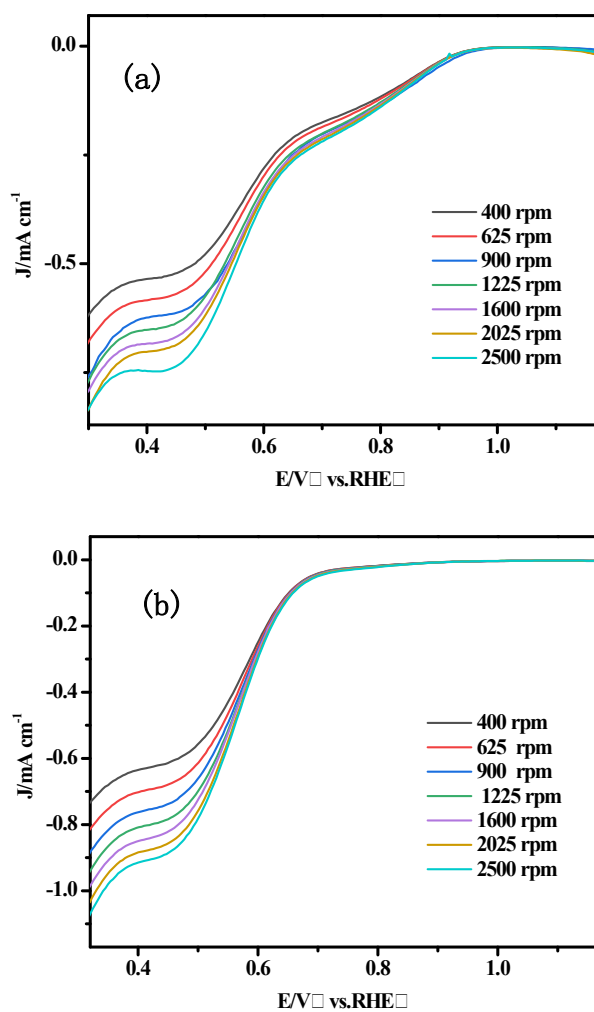 (a)
0.0
-0.5
J/mA cm-1
400 rpm
625 rpm
900 rpm
1225 rpm
1600 rpm
2025 rpm
2500 rpm
0.4 0.6 0.8 1.0
E/V□ vs.RHE□
(b)
0.0
-0.2
-0.4
-0.6
-0.8
-1.0
J/mA cm-1
400 rpm
625 rpm
900 rpm
1225 rpm
1600 rpm
2025 rpm
2500 rpm
0.4 0.6 0.8 1.0
E/V□ vs.RHE□